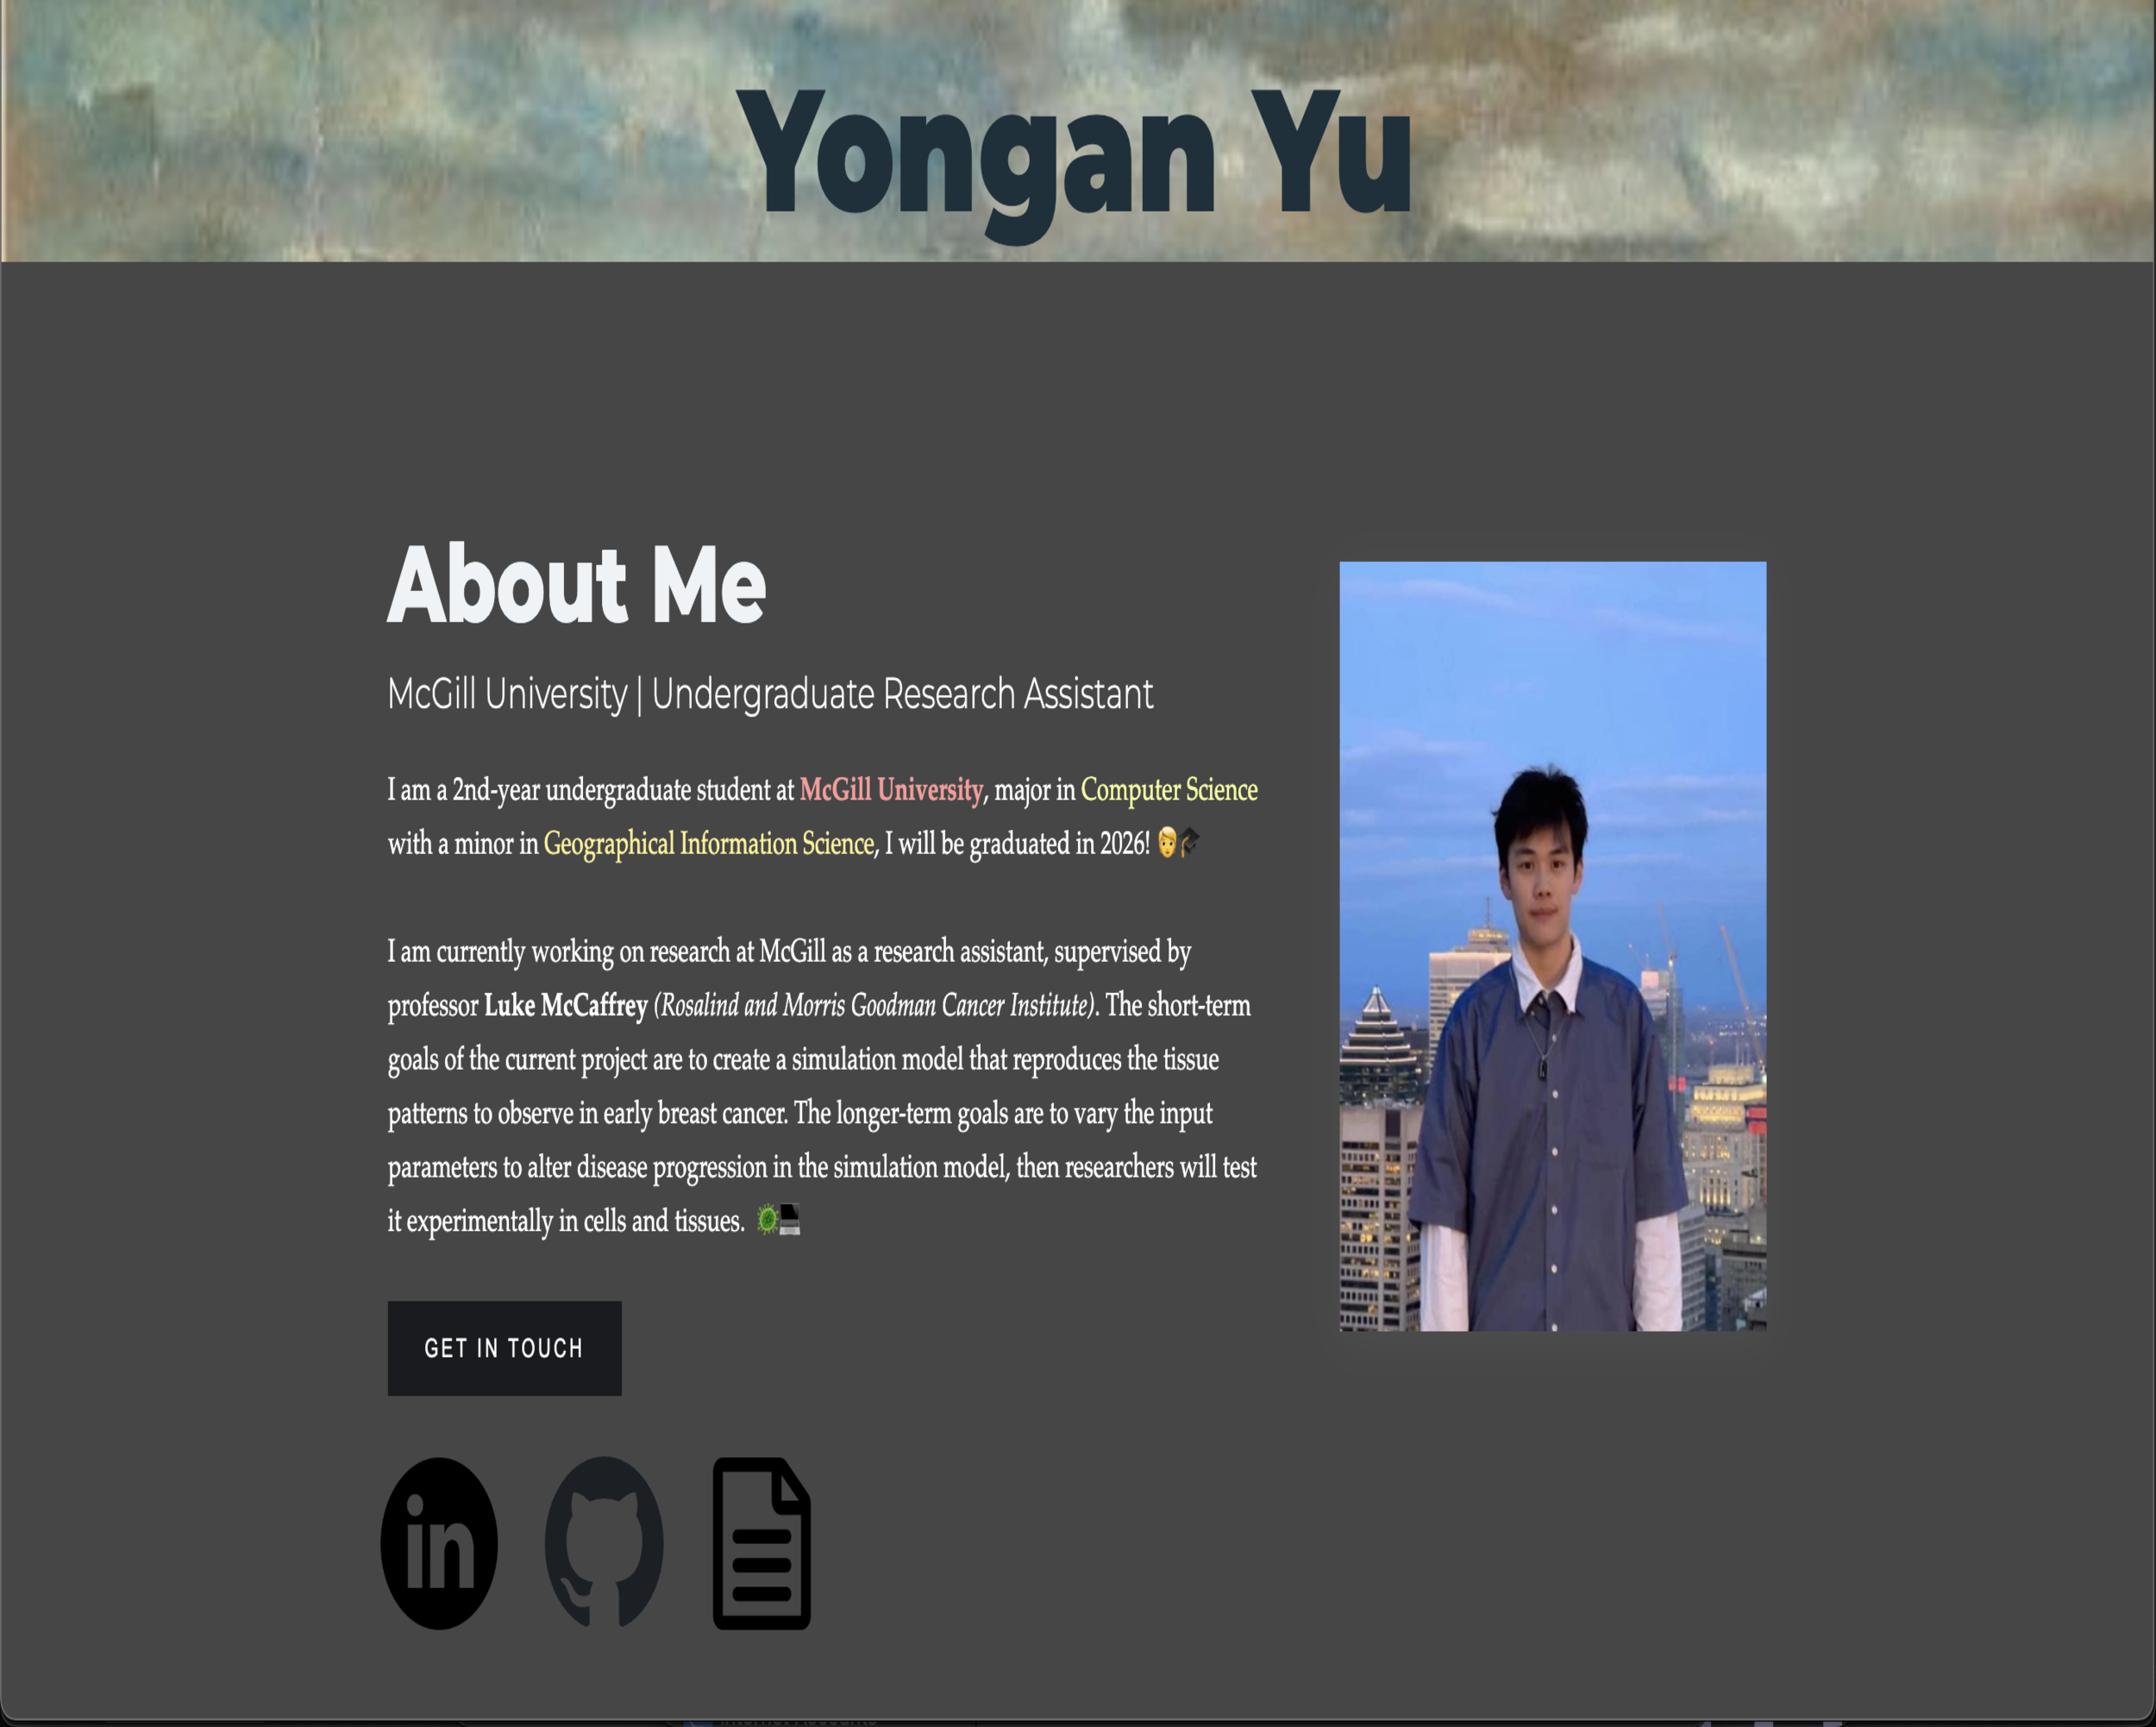 Yongan Yu
About Me
McGill University | Undergraduate Research Assistant
I am a 2nd-year undergraduate student at McGill University, major in Computer Science
with a minor in Geographical Information Science, I will be graduated in 2026!
I am currently working on research at McGill as a research assistant, supervised by
professor Luke McCaffrey (Rosalind and Morris Goodman Cancer Institute). The short-term
goals of the current project are to create a simulation model that reproduces the tissue
patterns to observe in early breast cancer. The longer-term goals are to vary the input
parameters to alter disease progression in the simulation model, then researchers will test
it experimentally in cells and tissues.
GET IN TOUCH
in